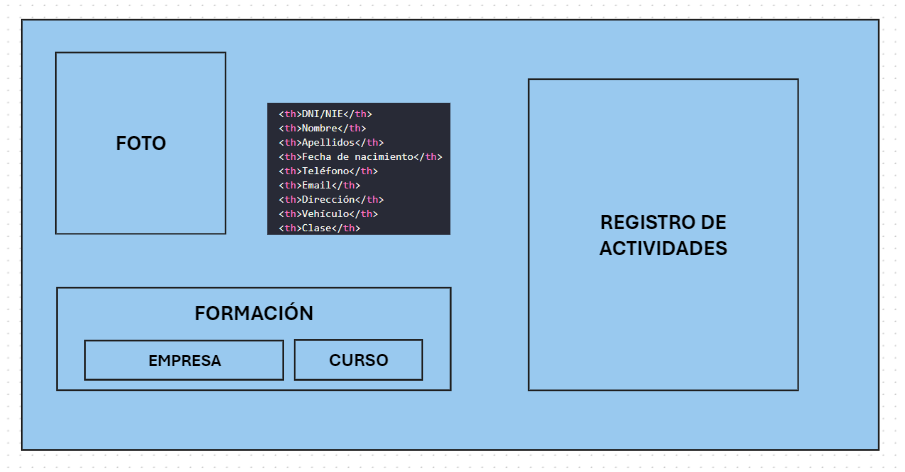 FOTO
<th>DNI/NIE</th>
<th>Nombre</th>
<th>Apellidos</th>
<th>Fecha de nacimiento</th>
<th>Teléfono</th>
<th>Email</th>
<th>Dirección</th>
<th>Vehículo</th>
<th>Clase</th>
FORMACIÓN
EMPRESA
CURSO
REGISTRO DE
ACTIVIDADES